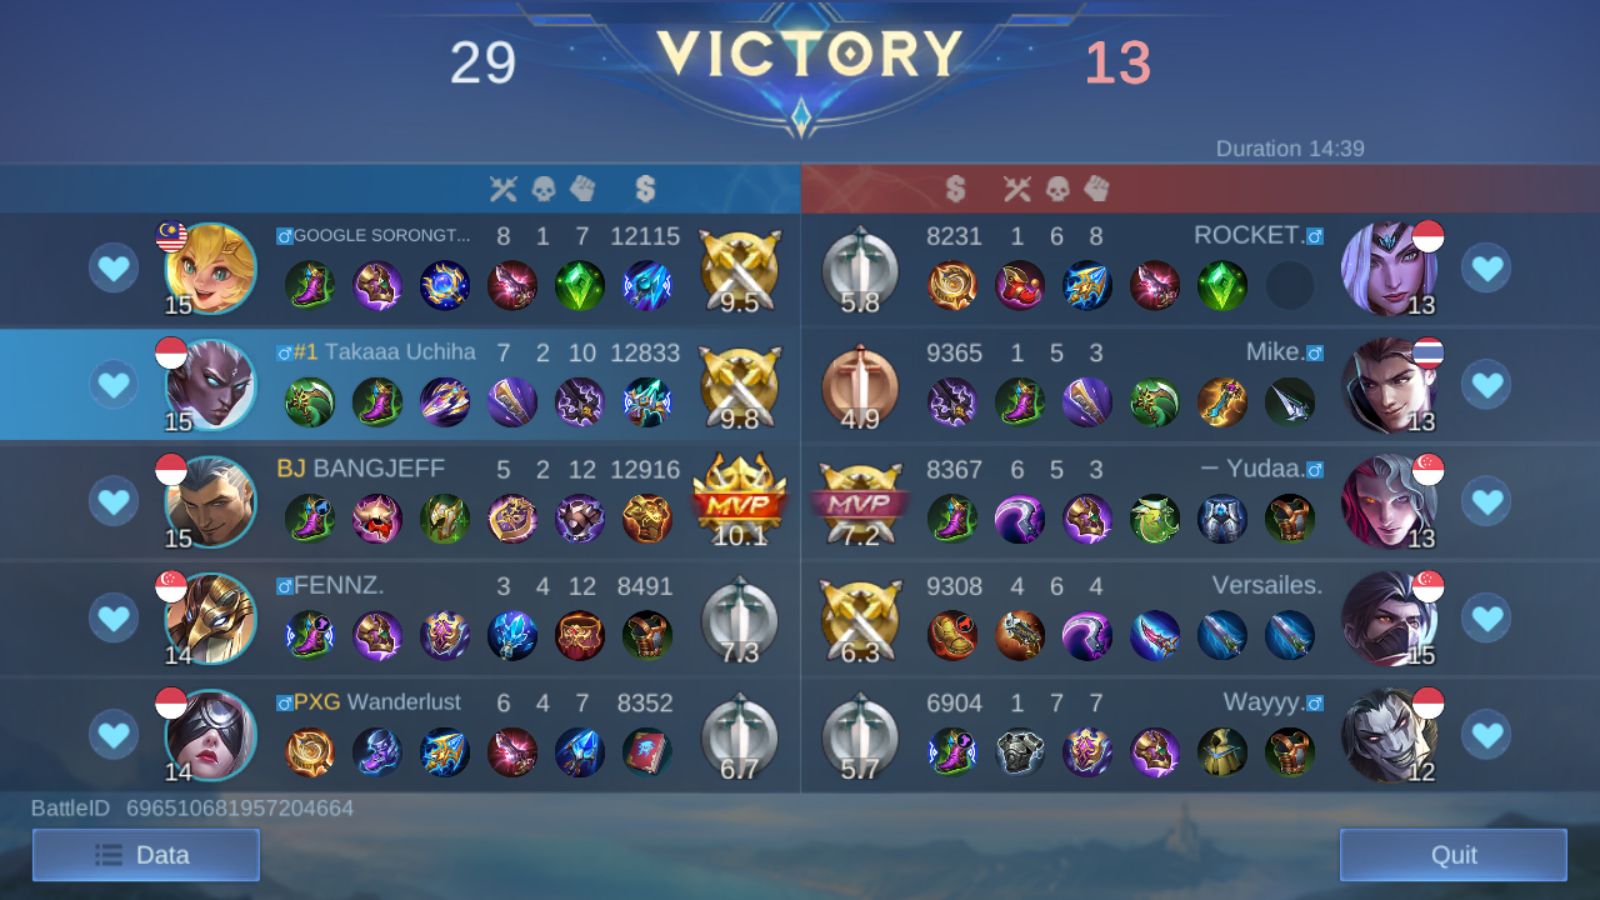 29 VICTORY 13
Duration 14:39
GOOGLE SORONGT... 8 1 7 12115
15 9.5
8231 1 6 8 ROCKET.
5.8 13
#1 Takaaa Uchiha 7 2 10 12833
15 9.8
9365 1 5 3 Mike.
4.9 13
BJ BANGJEFF 5 2 12 12916
MVP
15 10.1
8367 6 5 3 — Yudaa.
MVP
7.2 13
FENNZ. 3 4 12 8491
14 7.3
9308 4 6 4 Versailes.
6.3 15
PXG Wanderlust 6 4 7 8352
14 6.7
6904 1 7 7 Wayyy.
5.7 12
BattleID 696510681957204664
Data
Quit